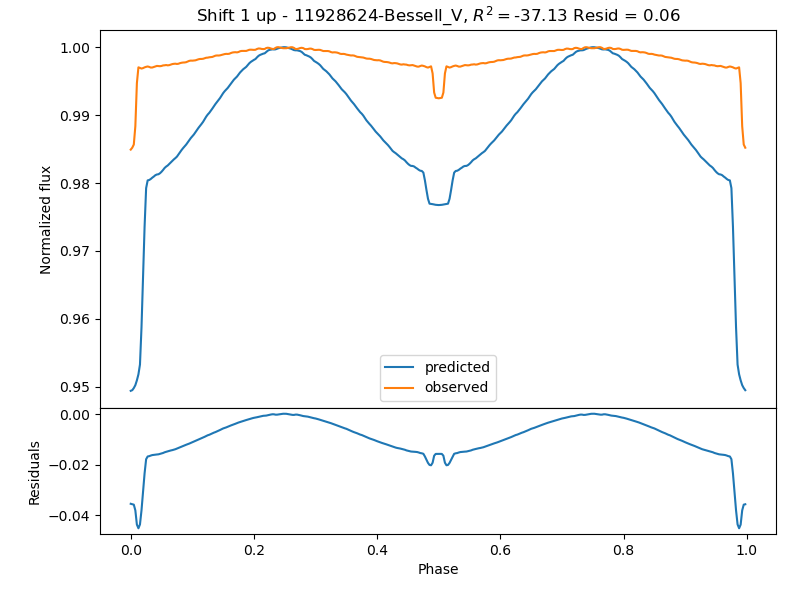 Shift 1 up - 11928624-Bessell_V, R² = -37.13 Resid = 0.06
Normalized flux
1.00
0.99
0.98
0.97
0.96
0.95
predicted
observed
Residuals
0.00
−0.02
−0.04
0.0 0.2 0.4 0.6 0.8 1.0
Phase